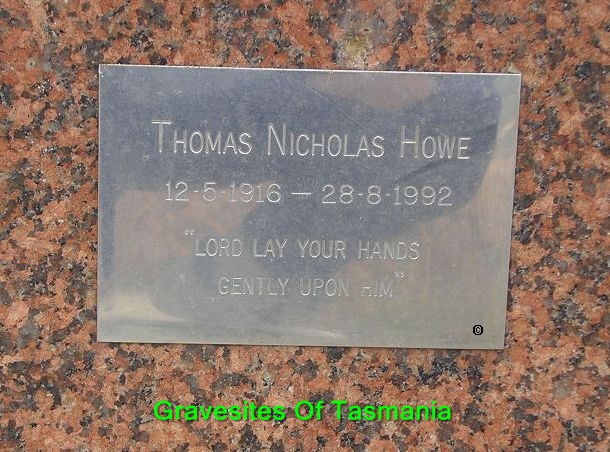 THOMAS NICHOLAS HOWE
12-5-1916 — 28-8-1992
"LORD LAY YOUR HANDS
GENTLY UPON HIM"
©
Gravesites Of Tasmania